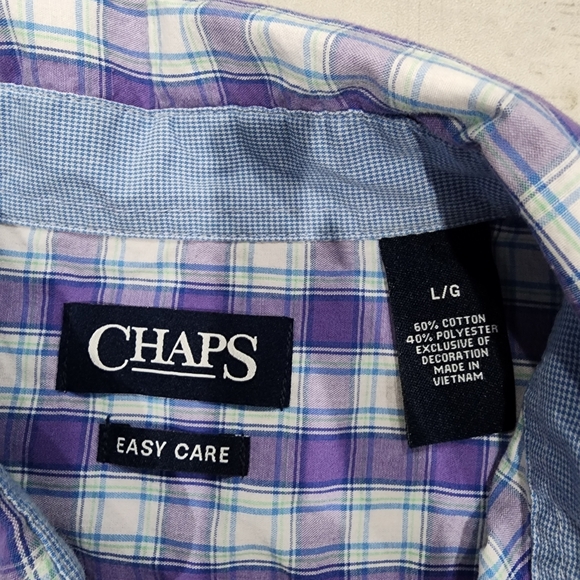 CHAPS
EASY CARE
L/G
60% COTTON
40% POLYESTER
EXCLUSIVE OF
DECORATION
MADE IN
VIETNAM